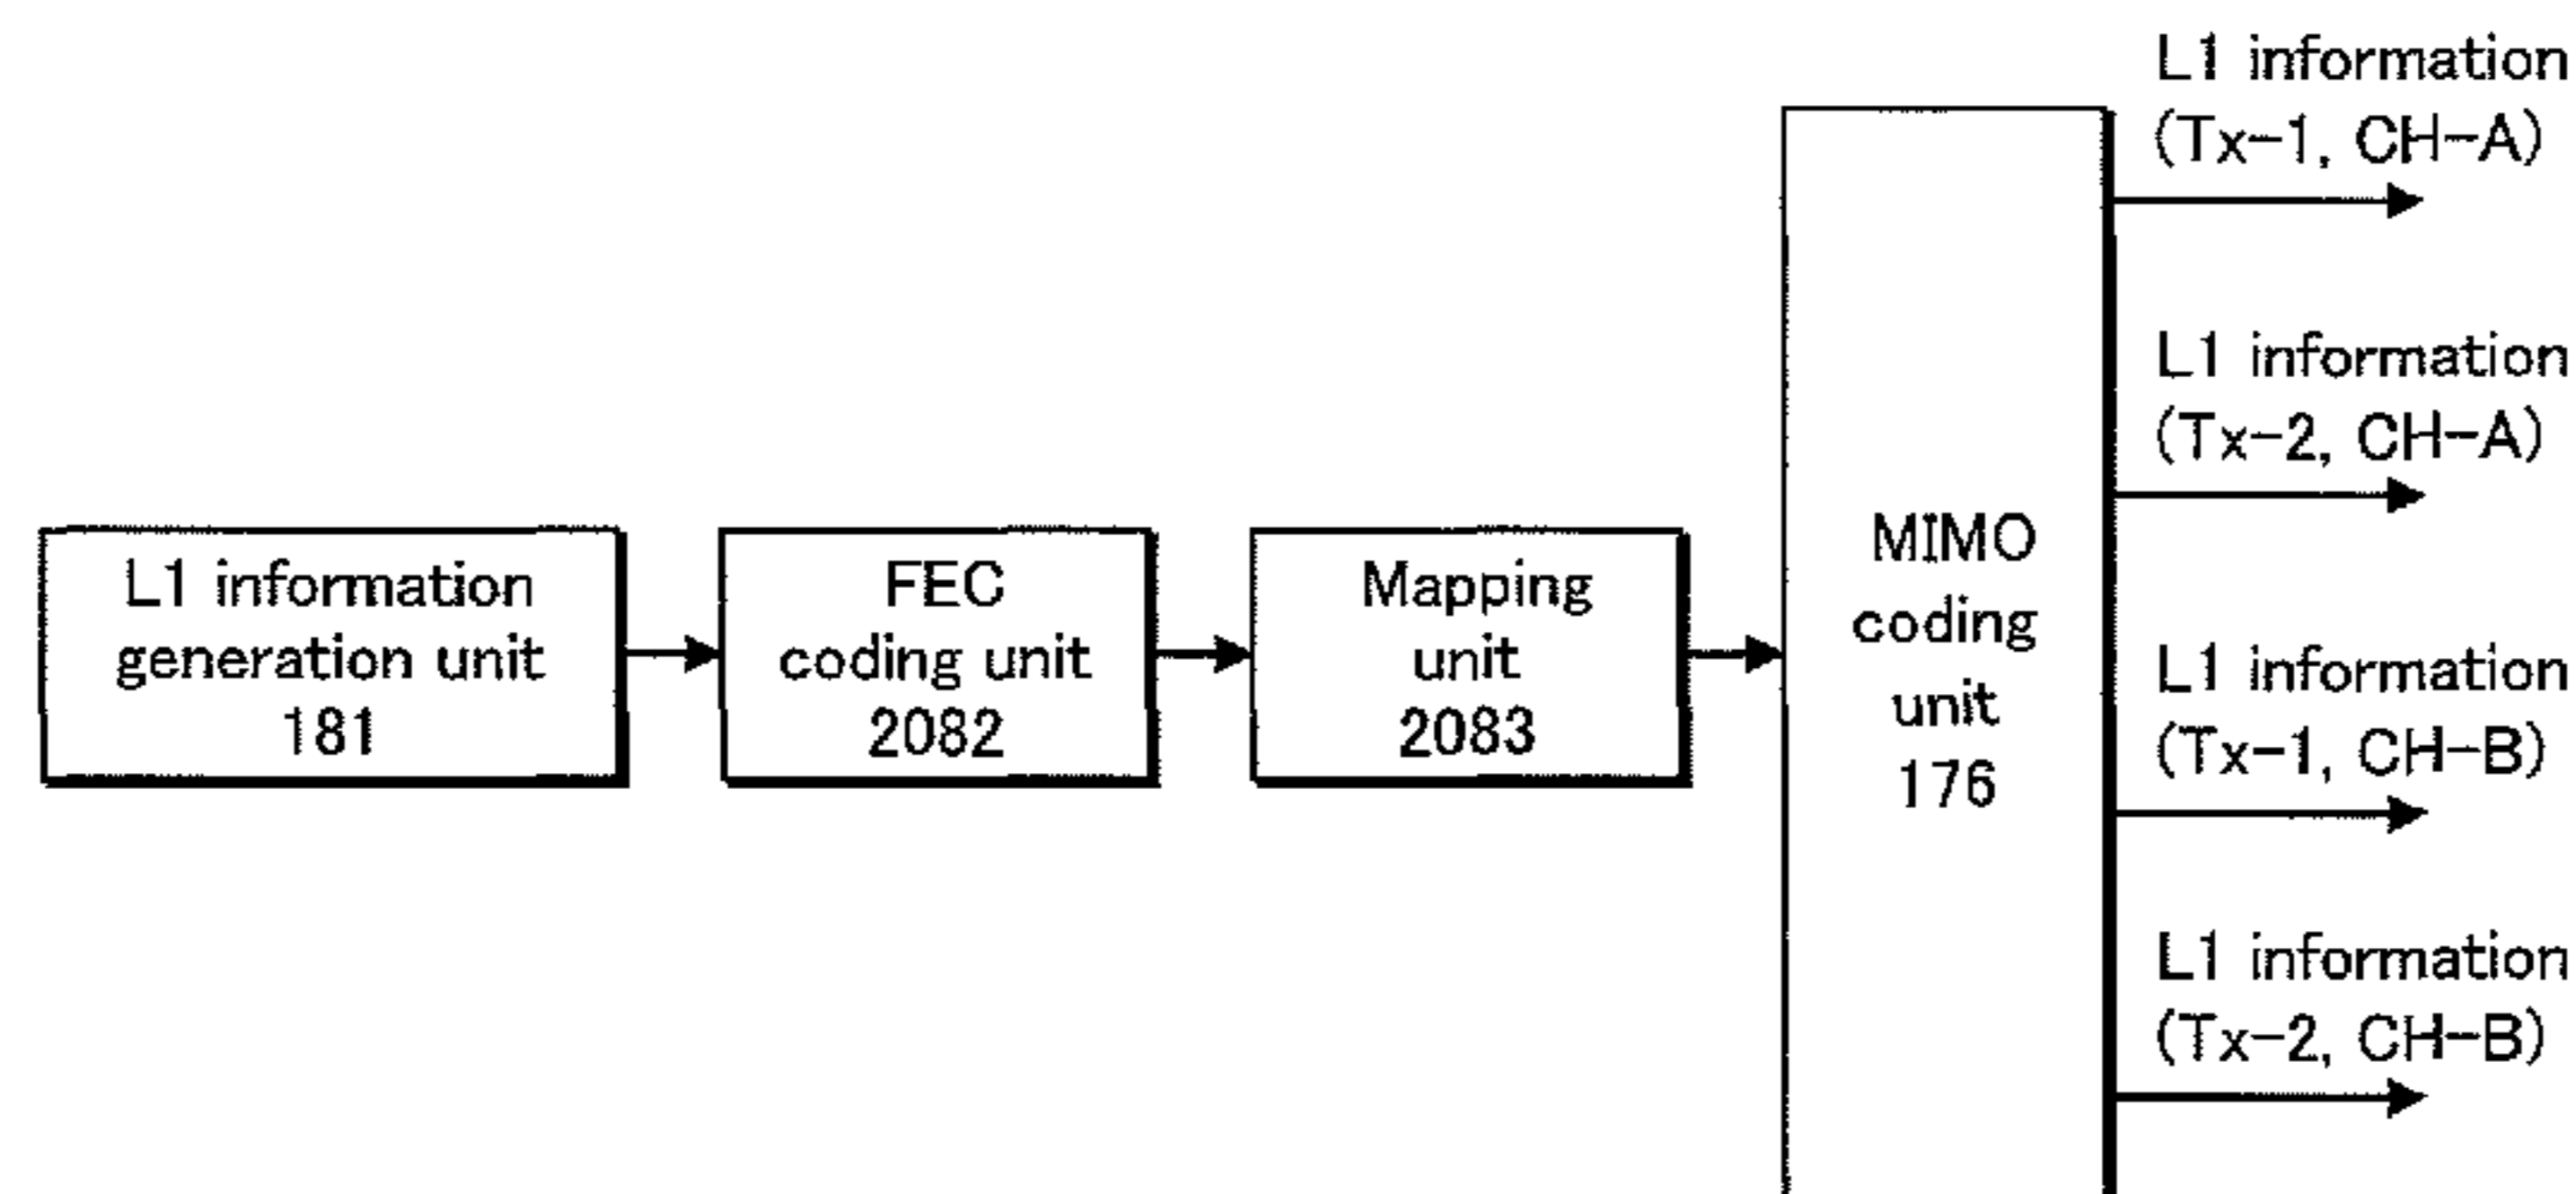 L1 information
generation unit
181
FEC
coding unit
2082
Mapping
unit
2083
MIMO
coding
unit
176
L1 information
(Tx-1, CH-A)
L1 information
(Tx-2, CH-A)
L1 information
(Tx-1, CH-B)
L1 information
(Tx-2, CH-B)